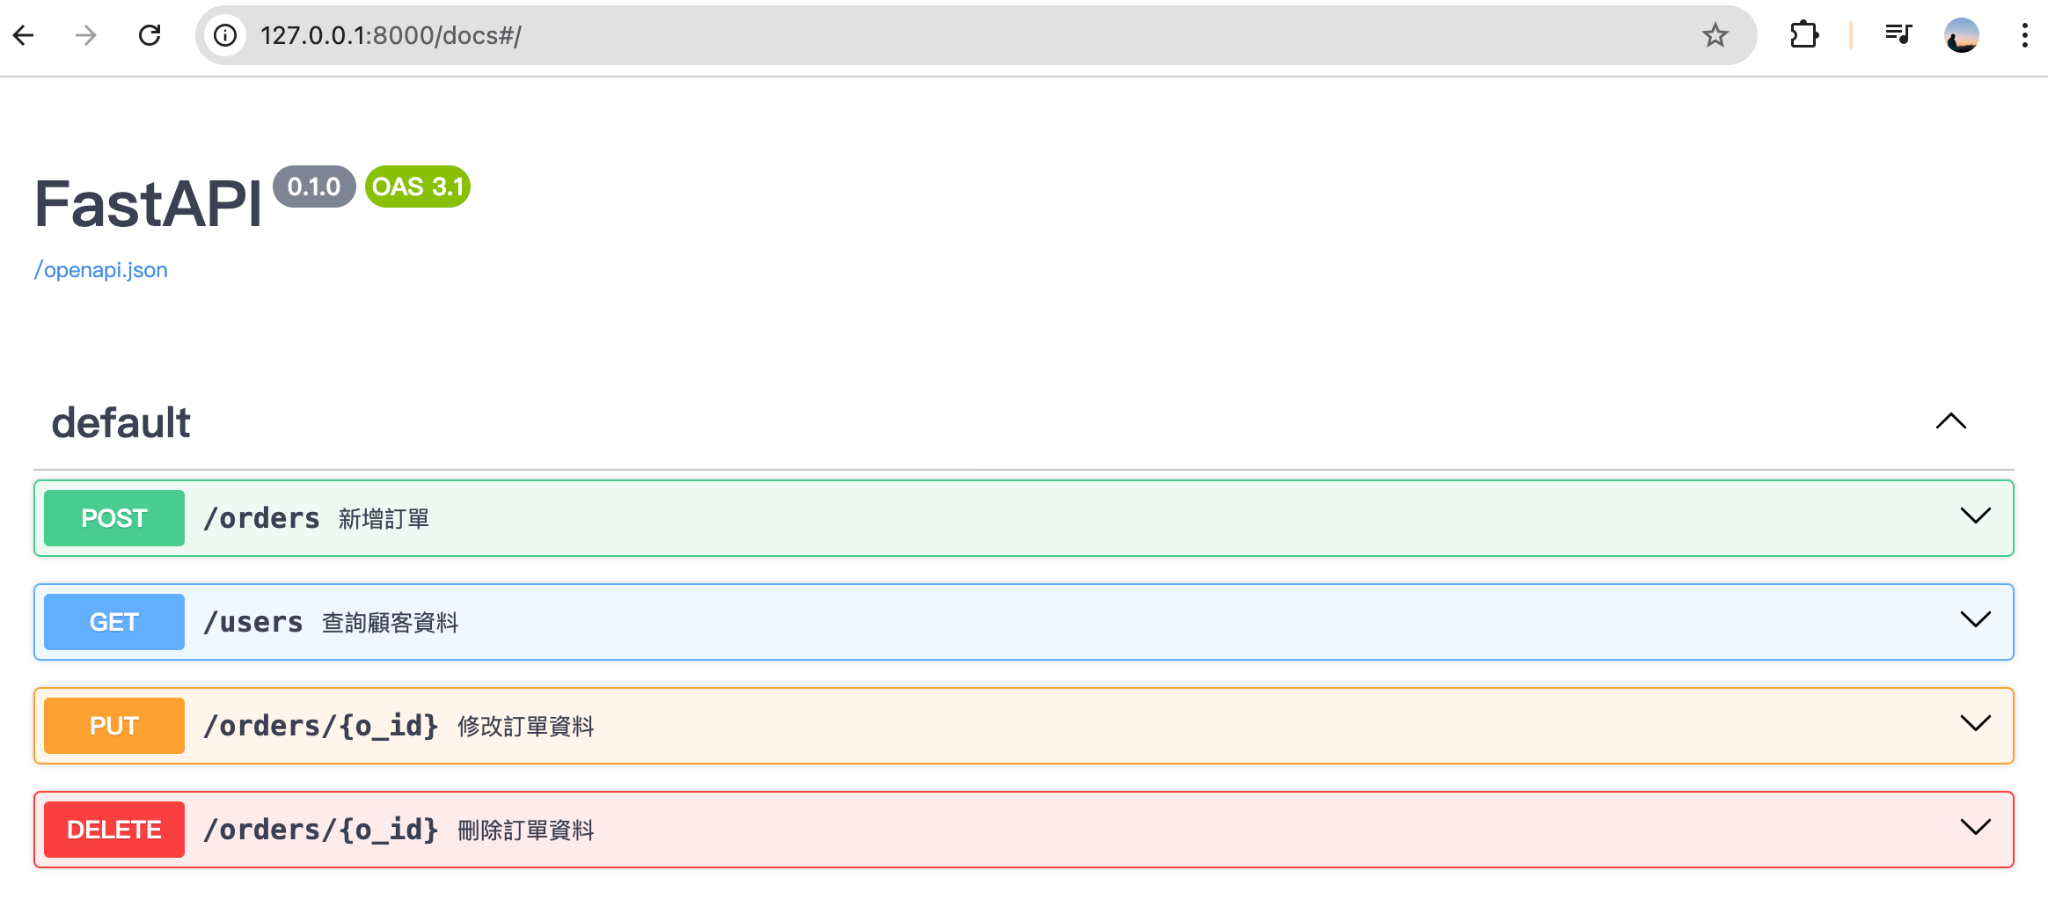 127.0.0.1:8000/docs#/
FastAPI 0.1.0 OAS 3.1
/openapi.json
default
POST /orders 新增訂單
GET /users 查詢顧客資料
PUT /orders/{o_id} 修改訂單資料
DELETE /orders/{o_id} 刪除訂單資料